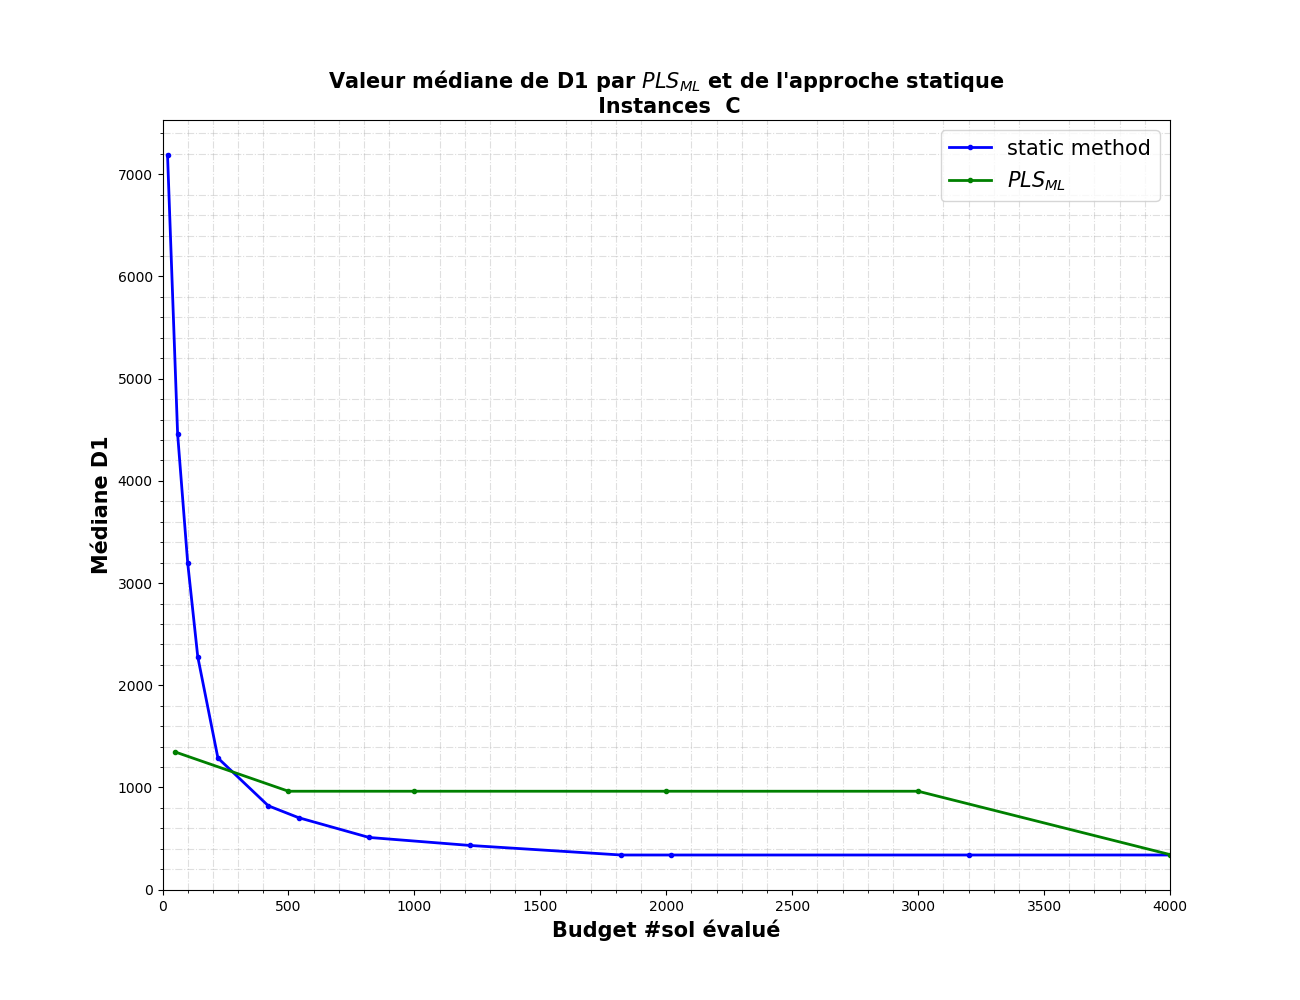 Valeur médiane de D1 par PLS_ML et de l'approche statique
Instances C
static method
PLS_ML
Médiane D1
7000
6000
5000
4000
3000
2000
1000
0
0 500 1000 1500 2000 2500 3000 3500 4000
Budget #sol évalué